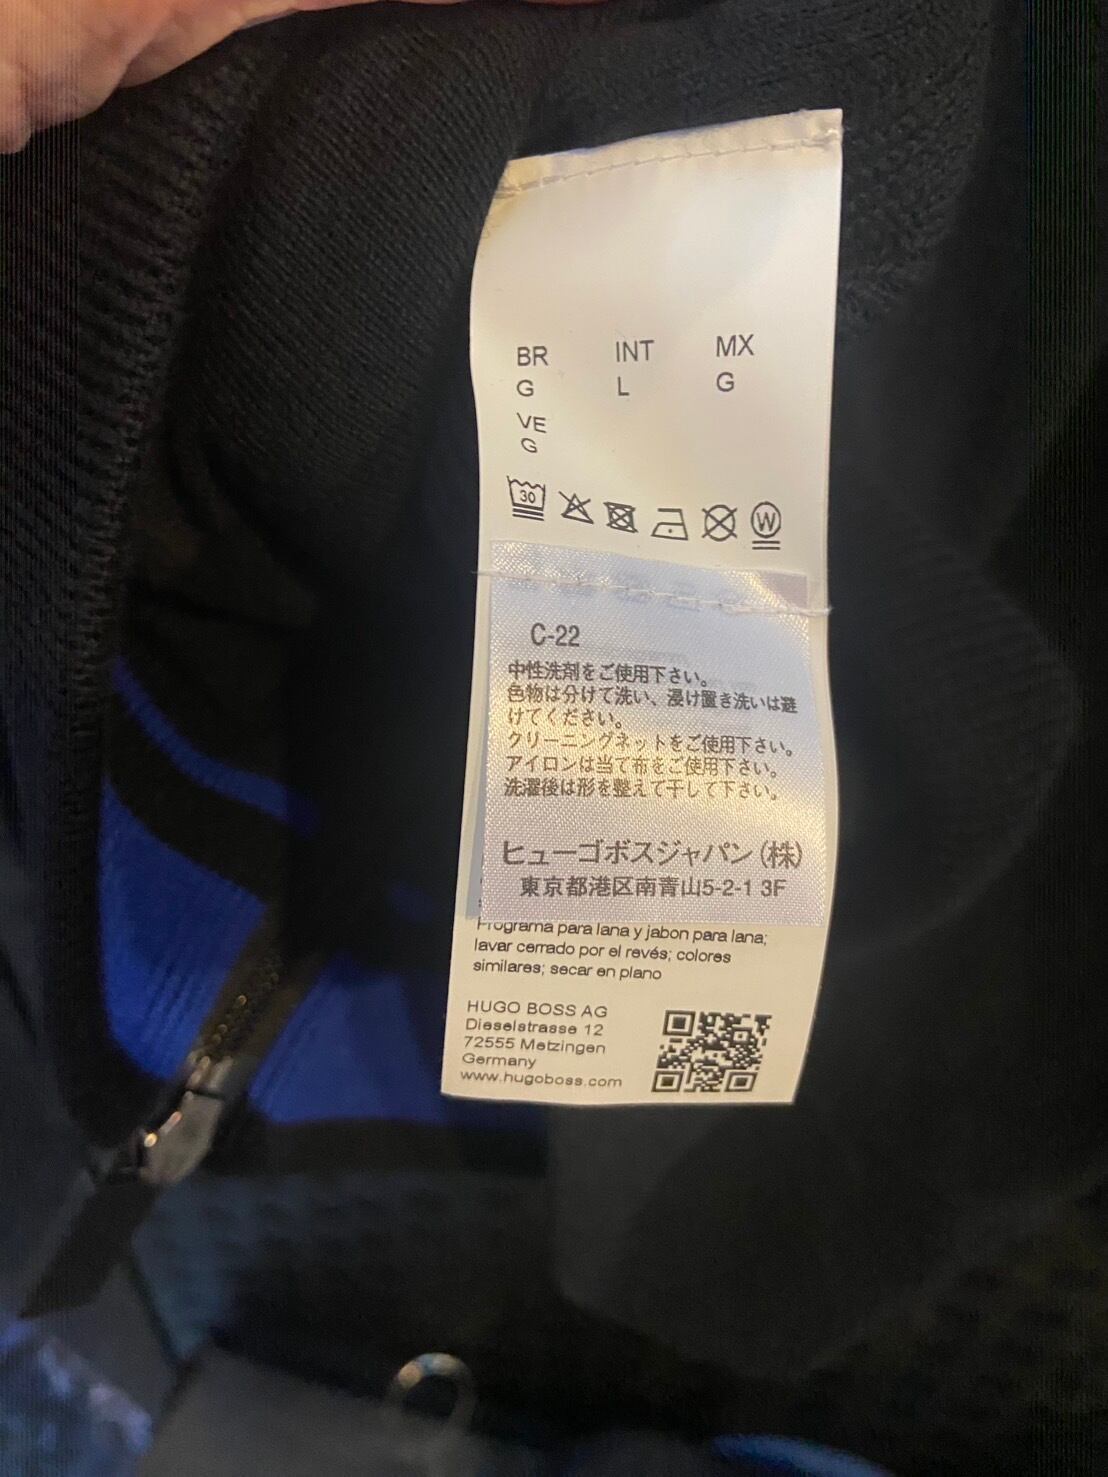 BR INT MX
G L G
VE
G
30
W
C-22
中性洗剤をご使用下さい。
色物は分けて洗い、浸け置き洗いは避
けてください。
クリーニングネットをご使用下さい。
アイロンは当て布をご使用下さい。
洗濯後は形を整えて干して下さい。
ヒューゴボスジャパン(株)
東京都港区南青山5-2-1 3F
Programa para lana y jabon para lana;
lavar cerrado por el revés; colores
similares; secar en plano
HUGO BOSS AG
Dieselstrasse 12
72555 Metzingen
Germany
www.hugoboss.com